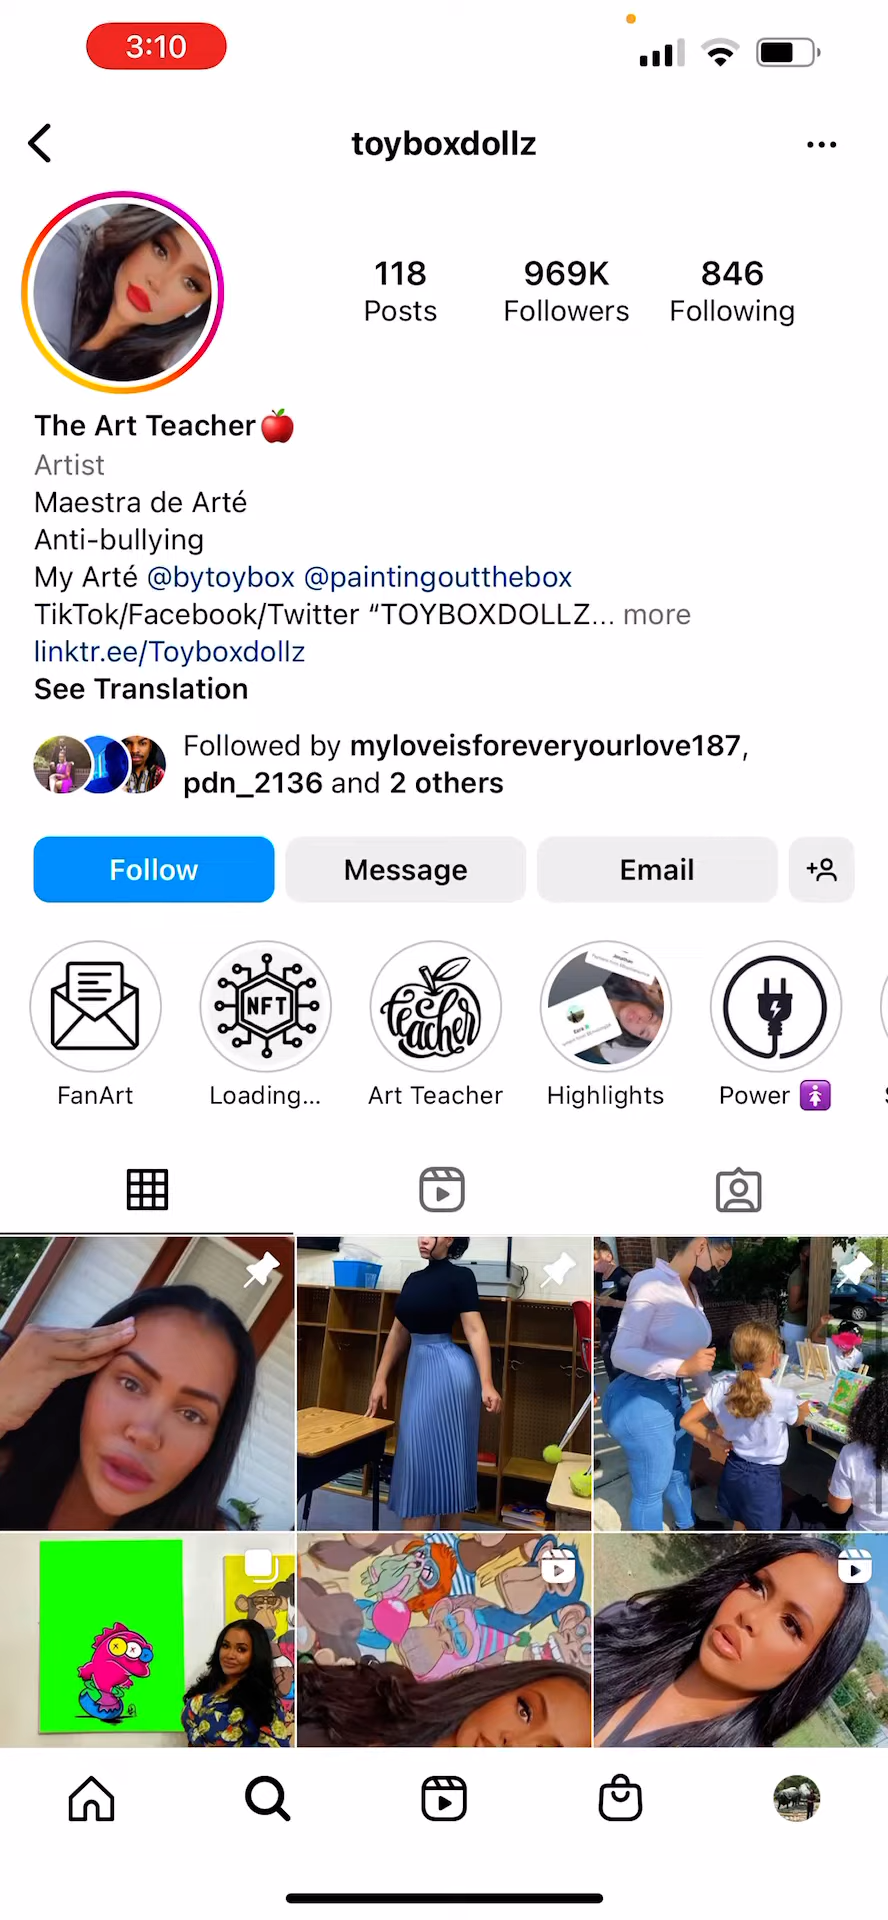 3:10
toyboxdollz
118
Posts
969K
Followers
846
Following
The Art Teacher🍎
Artist
Maestra de Arté
Anti-bullying
My Arté @bytoybox @paintingoutthebox
TikTok/Facebook/Twitter “TOYBOXDOLLZ... more
linktr.ee/Toyboxdollz
See Translation
Followed by myloveisforeveryourlove187,
pdn_2136 and 2 others
Follow
Message
Email
NFT
teacher
FanArt
Loading...
Art Teacher
Highlights
Power 🚺